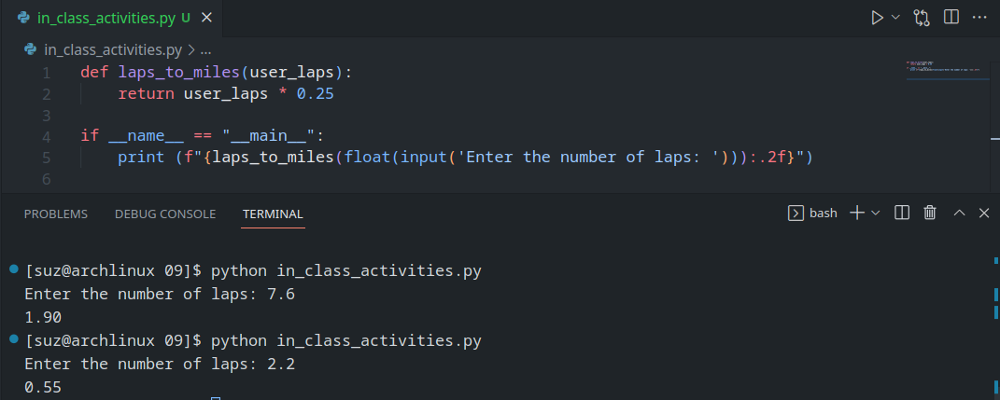 in_class_activities.py U
in_class_activities.py > ...
1 def laps_to_miles(user_laps):
2     return user_laps * 0.25
3
4 if __name__ == "__main__":
5     print (f"{laps_to_miles(float(input('Enter the number of laps: '))):.2f}")
6
PROBLEMS DEBUG CONSOLE TERMINAL bash
[suz@archlinux 09]$ python in_class_activities.py
Enter the number of laps: 7.6
1.90
[suz@archlinux 09]$ python in_class_activities.py
Enter the number of laps: 2.2
0.55